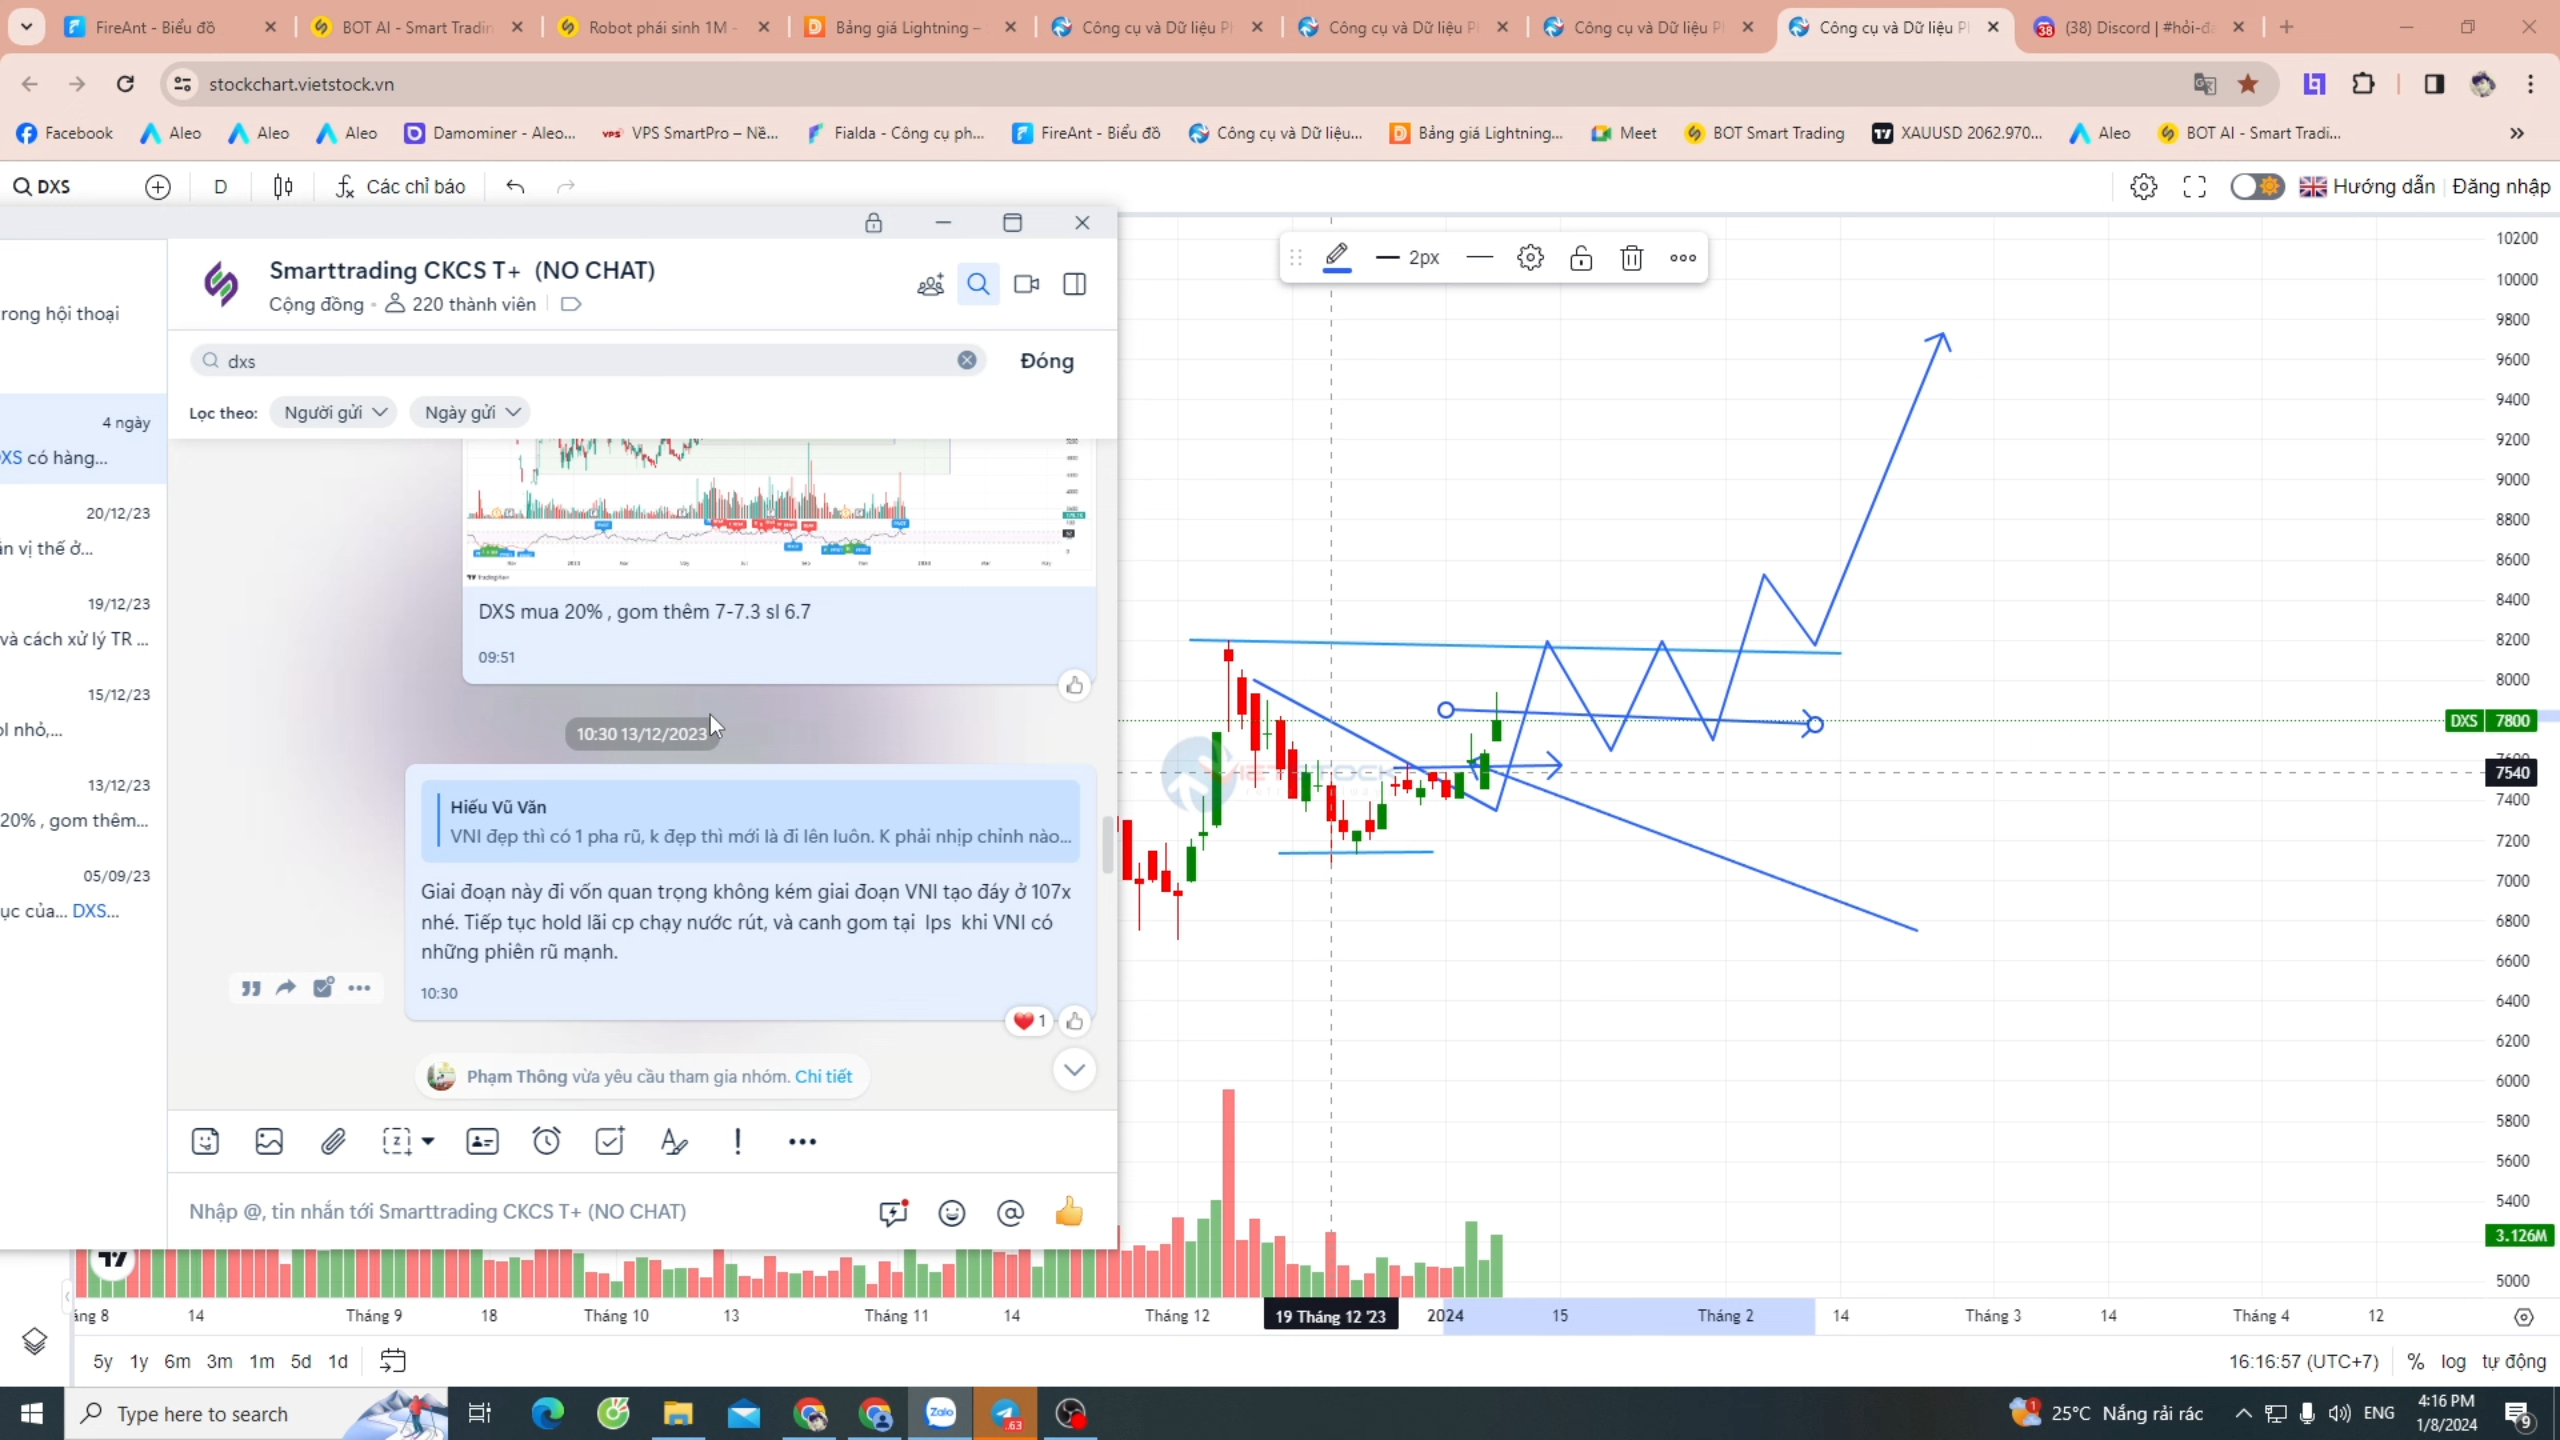 FireAnt - Biểu đồ
BOT AI - Smart Tradin
Robot phái sinh 1M -
Bảng giá Lightning –
Công cụ và Dữ liệu P
Công cụ và Dữ liệu P
Công cụ và Dữ liệu P
Công cụ và Dữ liệu P
(38) Discord | #hỏi-đ
stockchart.vietstock.vn
Facebook
Aleo
Aleo
Aleo
Damominer - Aleo...
VPS SmartPro – Nề...
Fialda - Công cụ ph...
FireAnt - Biểu đồ
Công cụ và Dữ liệu...
Bảng giá Lightning...
Meet
BOT Smart Trading
XAUUSD 2062.970...
Aleo
BOT AI - Smart Tradi...
DXS
D
Các chỉ báo
Hướng dẫn
Đăng nhập
Smarttrading CKCS T+ (NO CHAT)
Cộng đồng
220 thành viên
rong hội thoại
dxs
Đóng
Lọc theo:
Người gửi
Ngày gửi
4 ngày
XS có hàng...
20/12/23
ản vị thế ở...
19/12/23
và cách xử lý TR ...
15/12/23
ol nhỏ,...
13/12/23
20% , gom thêm...
05/09/23
ục của... DXS...
TradingView
DXS mua 20% , gom thêm 7-7.3 sl 6.7
09:51
10:30 13/12/2023
Hiếu Vũ Văn
VNI đẹp thì có 1 pha rũ, k đẹp thì mới là đi lên luôn. K phải nhịp chỉnh nào...
Giai đoạn này đi vốn quan trọng không kém giai đoạn VNI tạo đáy ở 107x
nhé. Tiếp tục hold lãi cp chạy nước rút, và canh gom tại lps khi VNI có
những phiên rũ mạnh.
10:30
1
Phạm Thông vừa yêu cầu tham gia nhóm. Chi tiết
Nhập @, tin nhắn tới Smarttrading CKCS T+ (NO CHAT)
2px
VIETSTOCK
10200
10000
9800
9600
9400
9200
9000
8800
8600
8400
8200
8000
DXS 7800
7600
7540
7400
7200
7000
6800
6600
6400
6200
6000
5800
5600
5400
3.126M
5000
áng 8
14
Tháng 9
18
Tháng 10
13
Tháng 11
14
Tháng 12
19 Tháng 12 '23
2024
15
Tháng 2
14
Tháng 3
14
Tháng 4
12
5y 1y 6m 3m 1m 5d 1d
16:16:57 (UTC+7)
%
log
tự động
Type here to search
Zalo
63
1
25°C Nắng rải rác
ENG
4:16 PM
1/8/2024
9